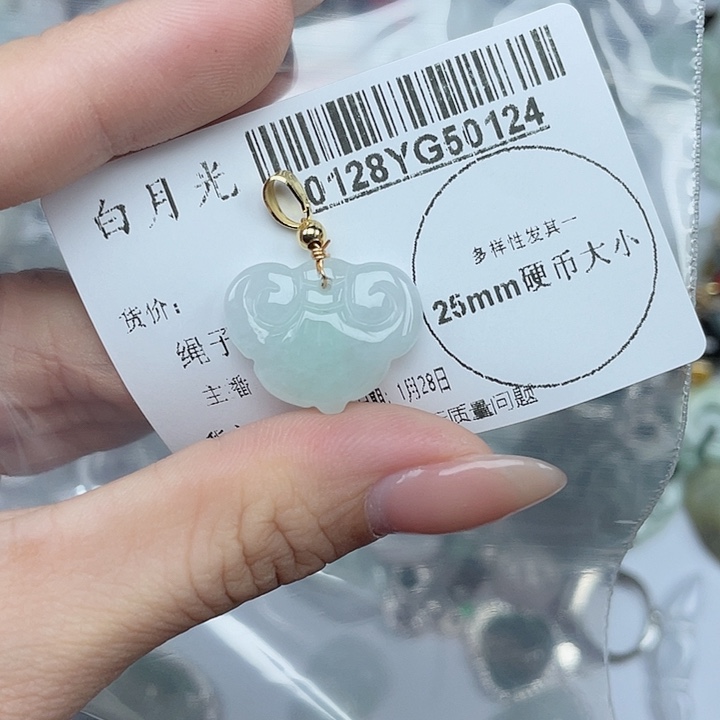 0128YG50124
白月光
多样性发其一
25mm硬币大小
货价：
绳子
主播
期：1月28日
质量问题